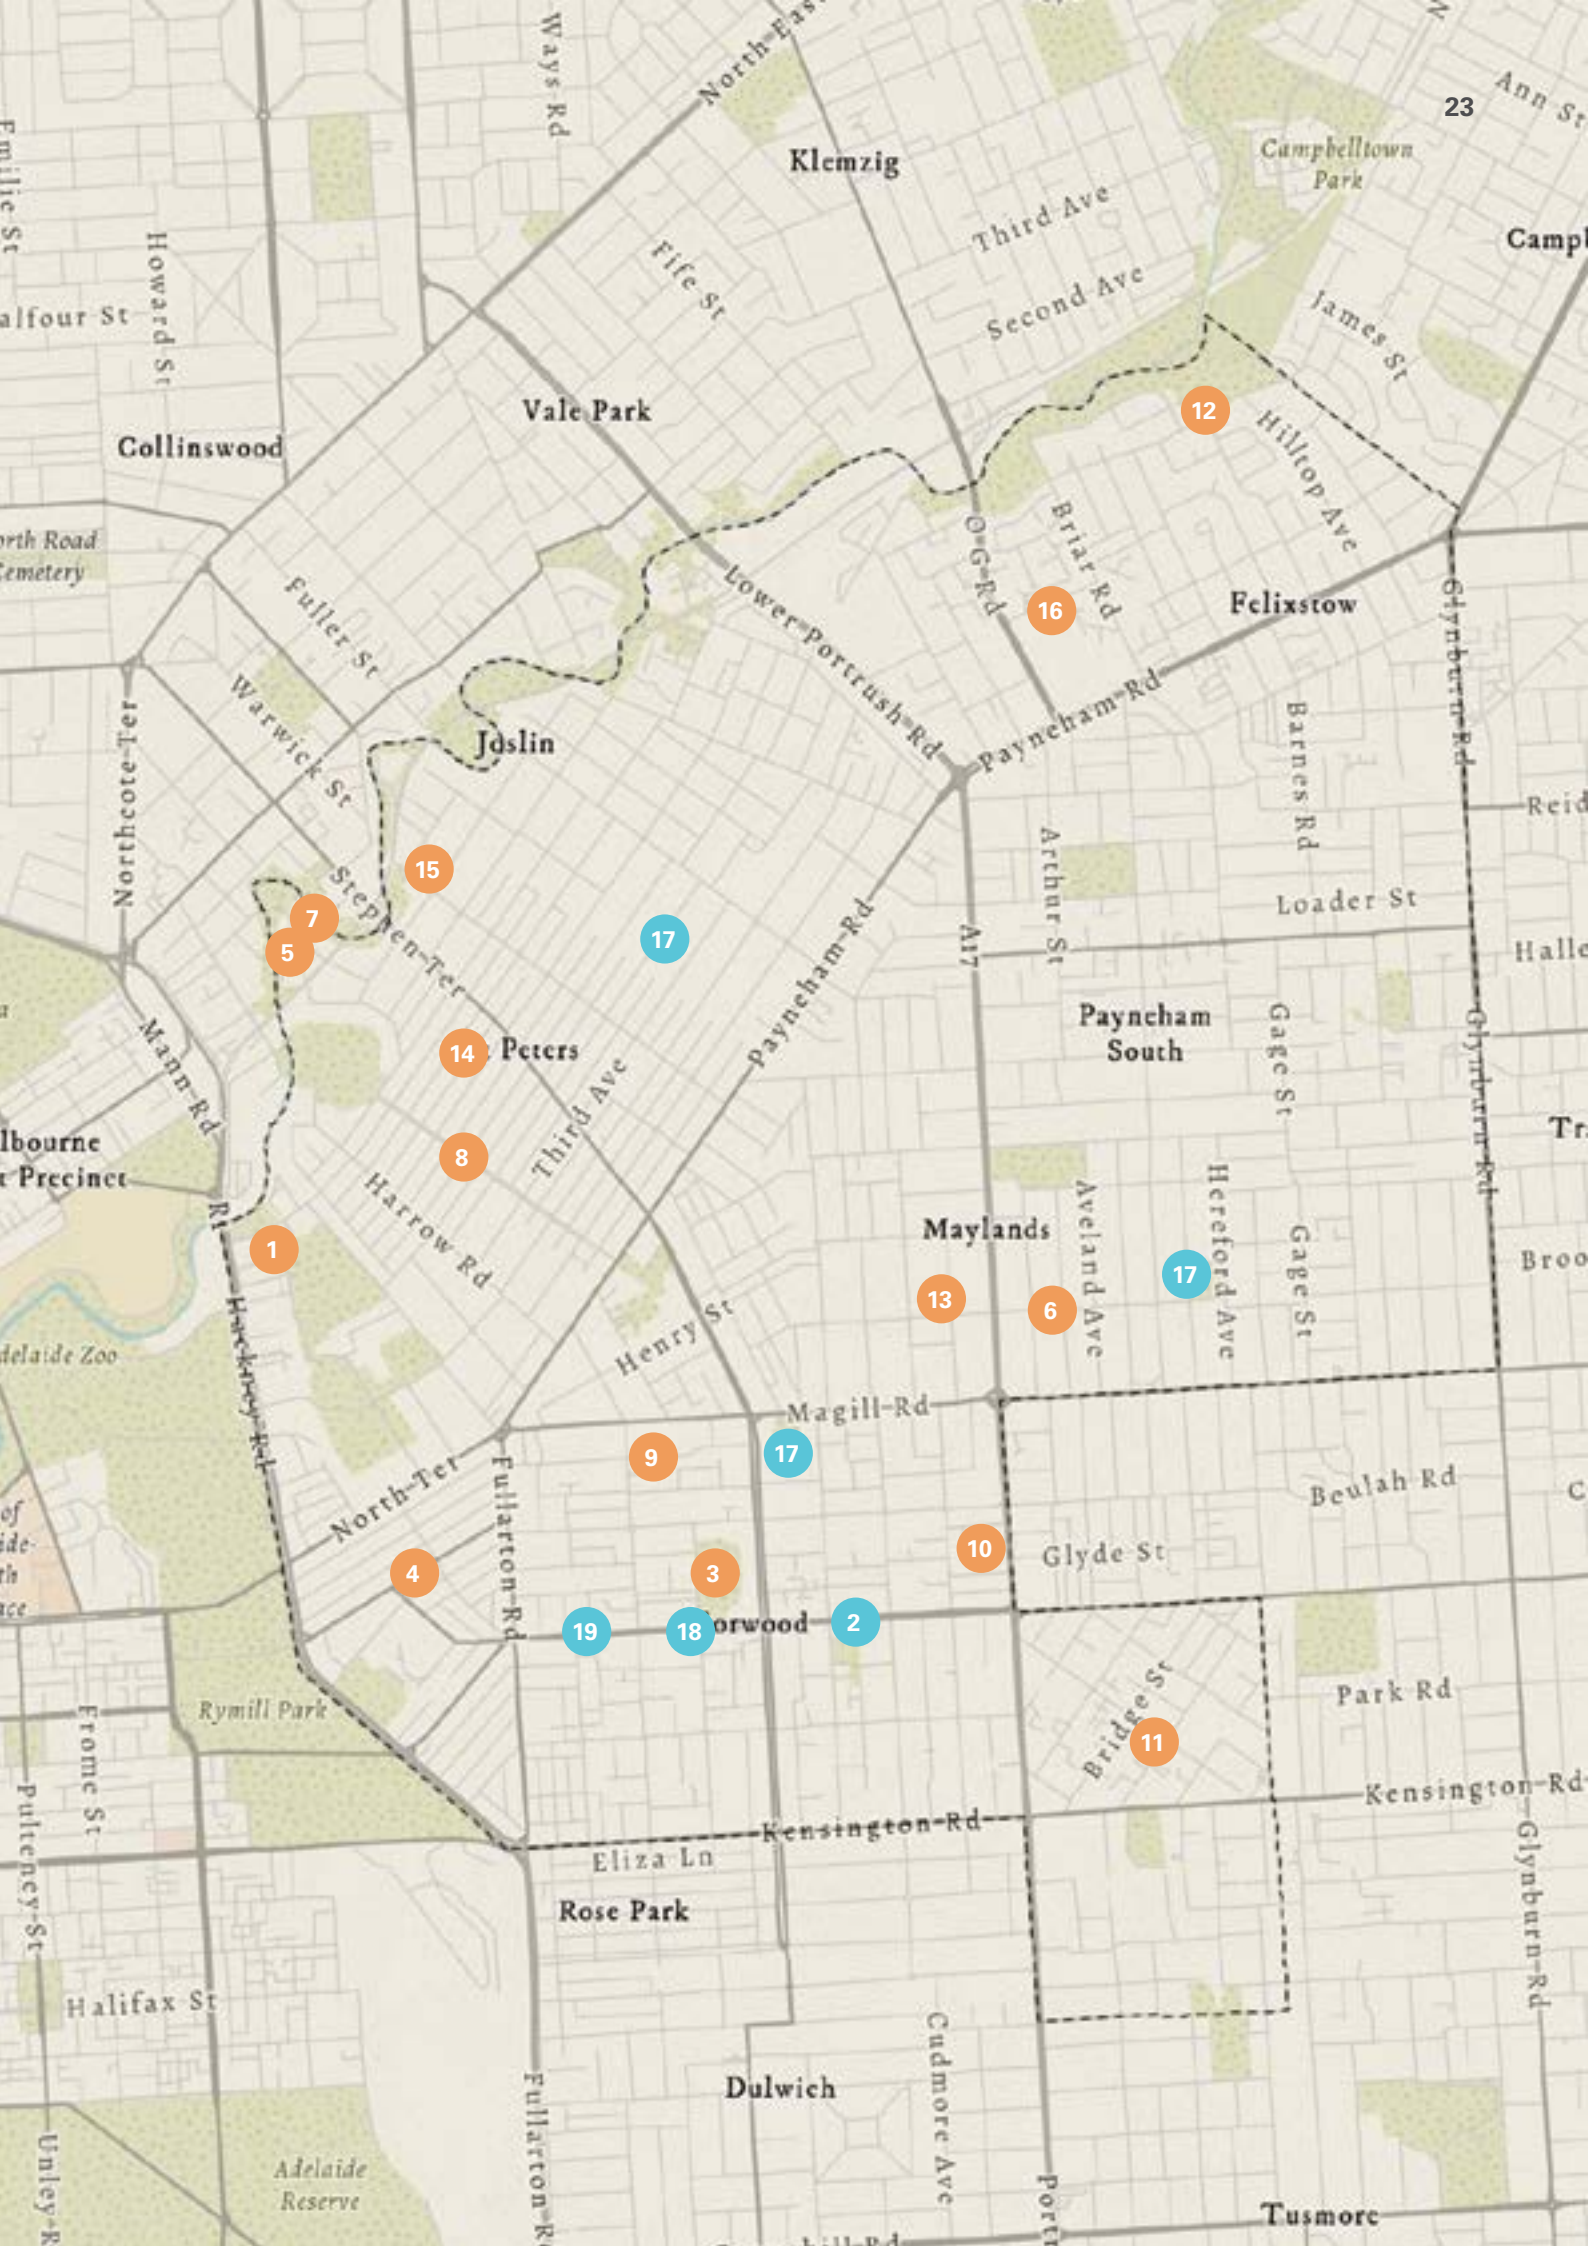 North-East
Ways Rd
Ann St
23
Emilie St
Klemzig
Campbelltown
Park
Third Ave
Howard St
Fife St
Second Ave
James St
alfour St
Vale Park
12
Collinswood
Hilltop Ave
Briar Rd
O-G-Rd
orth Road
Cemetery
Lower-Portrush-Rd
Fuller St
16
Felixstow
Glynburn-Rd
Warwick St
Payneham-Rd
Northcote-Ter
Joslin
Barnes Rd
Arthur St
15
Stephen-Ter
7
5
17
Payneham-Rd
A17
Loader St
Mann-Rd
14
Peters
Payneham
South
Gage St
Glynburn Rd
Third Ave
lbourne
t Precinct
8
Harrow Rd
1
Maylands
Aveland Ave
Hereford Ave
Gage St
17
13
6
Hackney-Rd
delaide Zoo
Henry St
Magill-Rd
9
17
North-Ter
Fullarton-Rd
Beulah Rd
10
Glyde St
4
3
19
18
orwood
2
Bridge St
11
Park Rd
Rymill Park
Frome St
Pulteney-St
Kensington-Rd
Kensington-Rd
Eliza Ln
Glynburn-Rd
Rose Park
Halifax St
Cudmore Ave
Dulwich
Fullarton-R
Unley-R
Adelaide
Reserve
Port
Tusmore